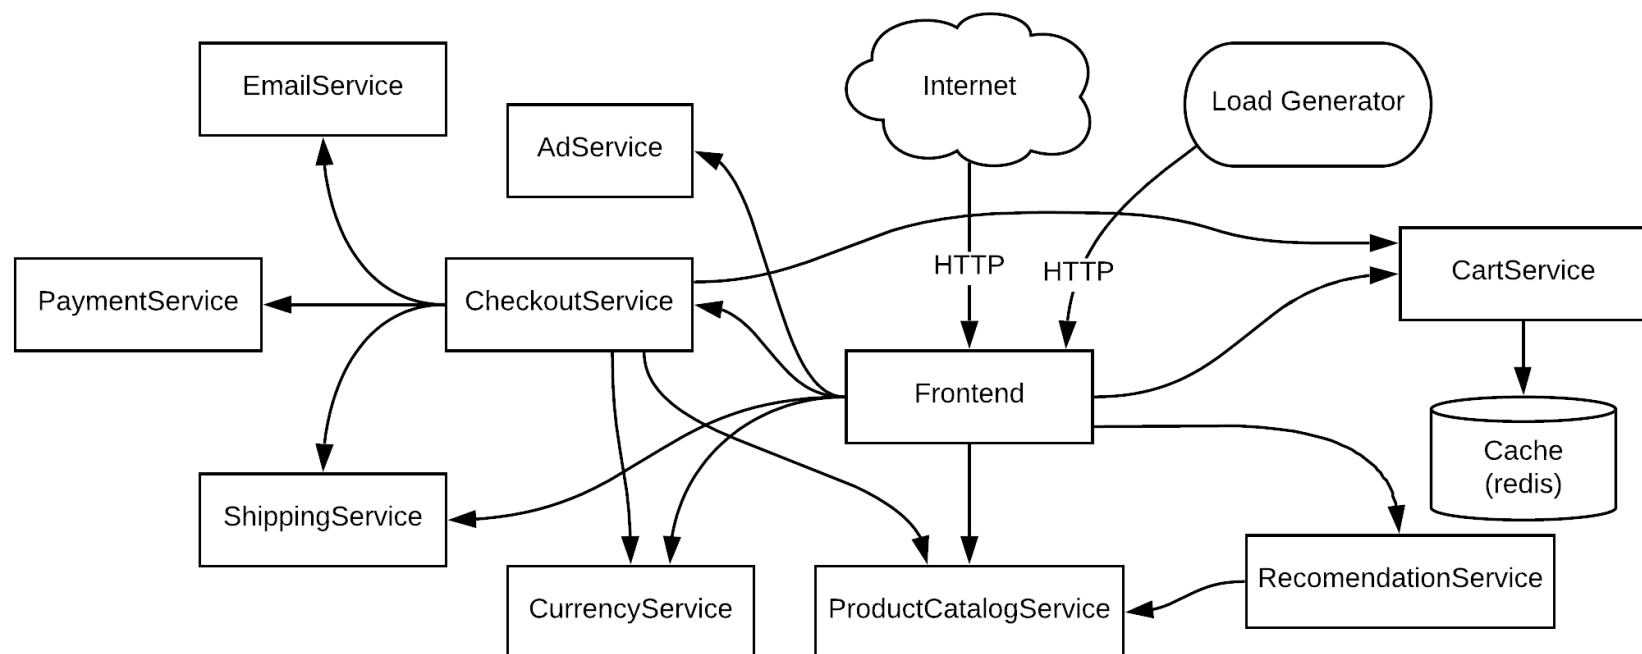 Internet
Load Generator
EmailService
AdService
HTTP
HTTP
CartService
PaymentService
CheckoutService
Frontend
Cache
(redis)
ShippingService
RecomendationService
CurrencyService
ProductCatalogService